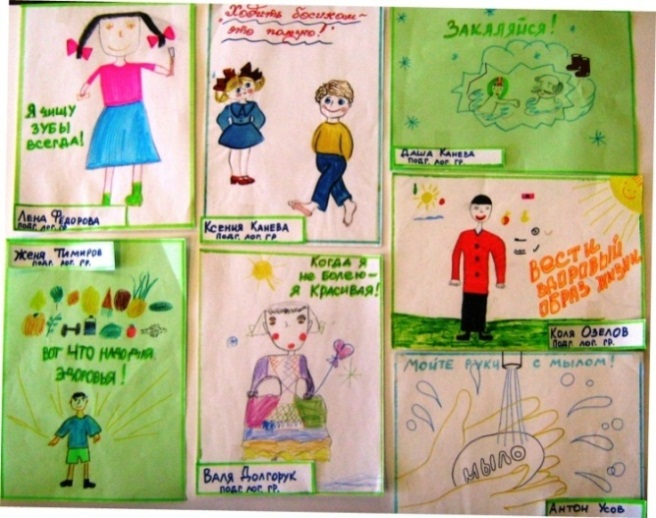 Я чищу
зубы
всегда!
Лена Фёдорова
подг. лог. гр.
"Ходить босиком –
это полезно!"
Ксения Канева
подг. лог. гр.
Закаляйся!
Даша Канева
подг. лог. гр.
Женя Тимиров
подг. лог. гр.
Вот что надо для
здоровья!
Когда я
не болею –
я красивая!
Валя Долгорук
подг. лог. гр.
Вести
здоровый
образ жизни
Коля Озелов
подг. лог. гр.
Мойте руки с мылом!
мыло
Антон Усов